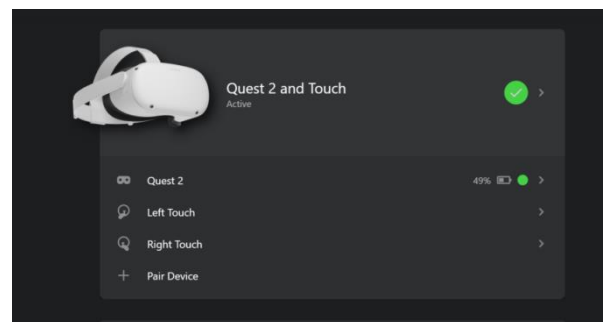 Quest 2 and Touch
Active
Quest 2 49%
Left Touch
Right Touch
Pair Device